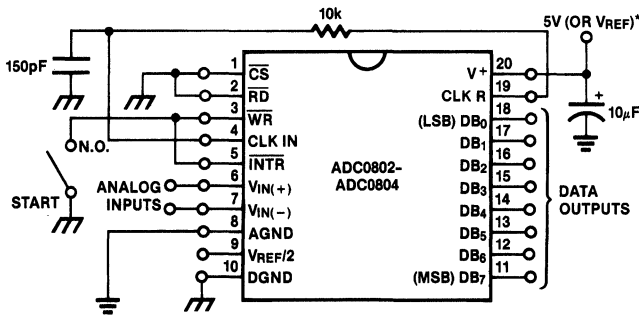 10k
5V (OR VREF)*
150pF
1 CS
2 RD
3 WR
4 CLK IN
5 INTR
6 VIN(+)
7 VIN(−)
8 AGND
9 VREF/2
10 DGND
N.O.
START
ANALOG
INPUTS
ADC0802-
ADC0804
V+ 20
CLK R 19
(LSB) DB0 18
DB1 17
DB2 16
DB3 15
DB4 14
DB5 13
DB6 12
(MSB) DB7 11
+
10μF
DATA
OUTPUTS